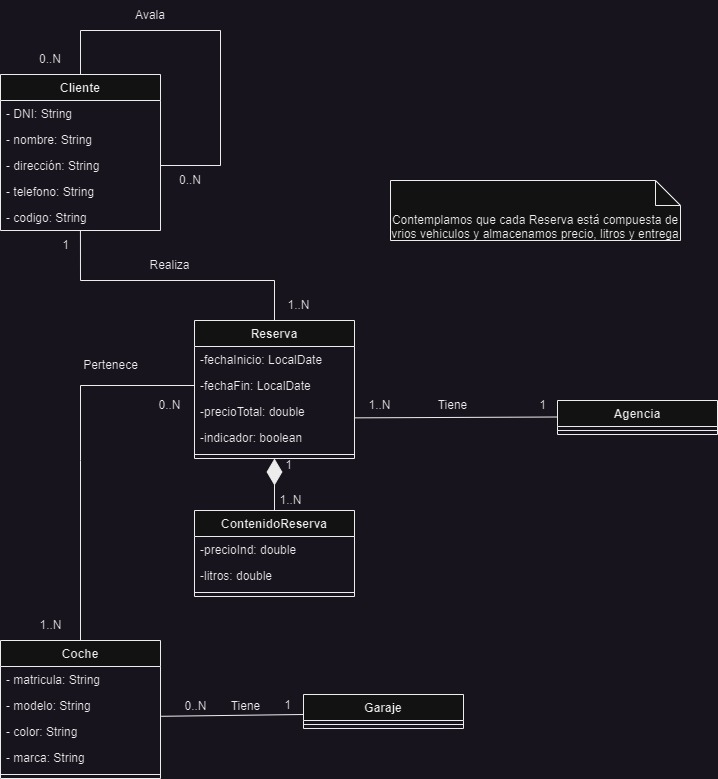 Avala
0..N
Cliente
- DNI: String
- nombre: String
- dirección: String
- telefono: String
- codigo: String
0..N
1
Contemplamos que cada Reserva está compuesta de
vrios vehiculos y almacenamos precio, litros y entrega
Realiza
1..N
Reserva
-fechaInicio: LocalDate
-fechaFin: LocalDate
-precioTotal: double
-indicador: boolean
Pertenece
0..N
1..N
Tiene
1
Agencia
1
1..N
ContenidoReserva
-precioInd: double
-litros: double
1..N
Coche
- matricula: String
- modelo: String
- color: String
- marca: String
0..N
Tiene
1
Garaje